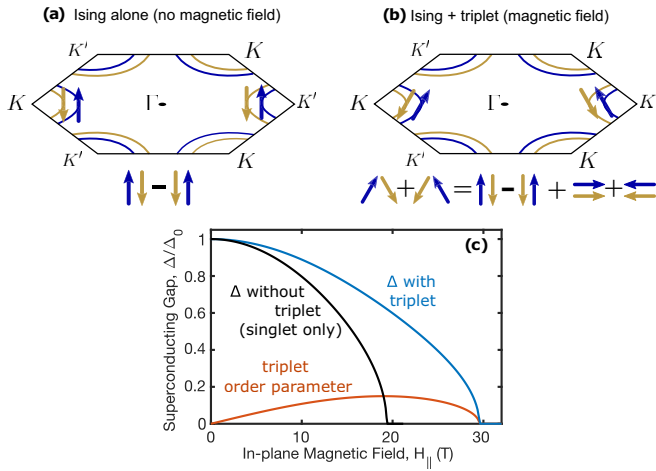 (a) Ising alone (no magnetic field)
K′
K
Γ
K′
K′
K
(b) Ising + triplet (magnetic field)
K′
K
K
Γ
K′
K′
K
+ = - + +
-
(c)
Superconducting Gap, Δ/Δ₀
1
0.8
0.6
0.4
0.2
0
Δ without
triplet
(singlet only)
Δ with
triplet
triplet
order parameter
0
10
20
30
In-plane Magnetic Field, H∥ (T)